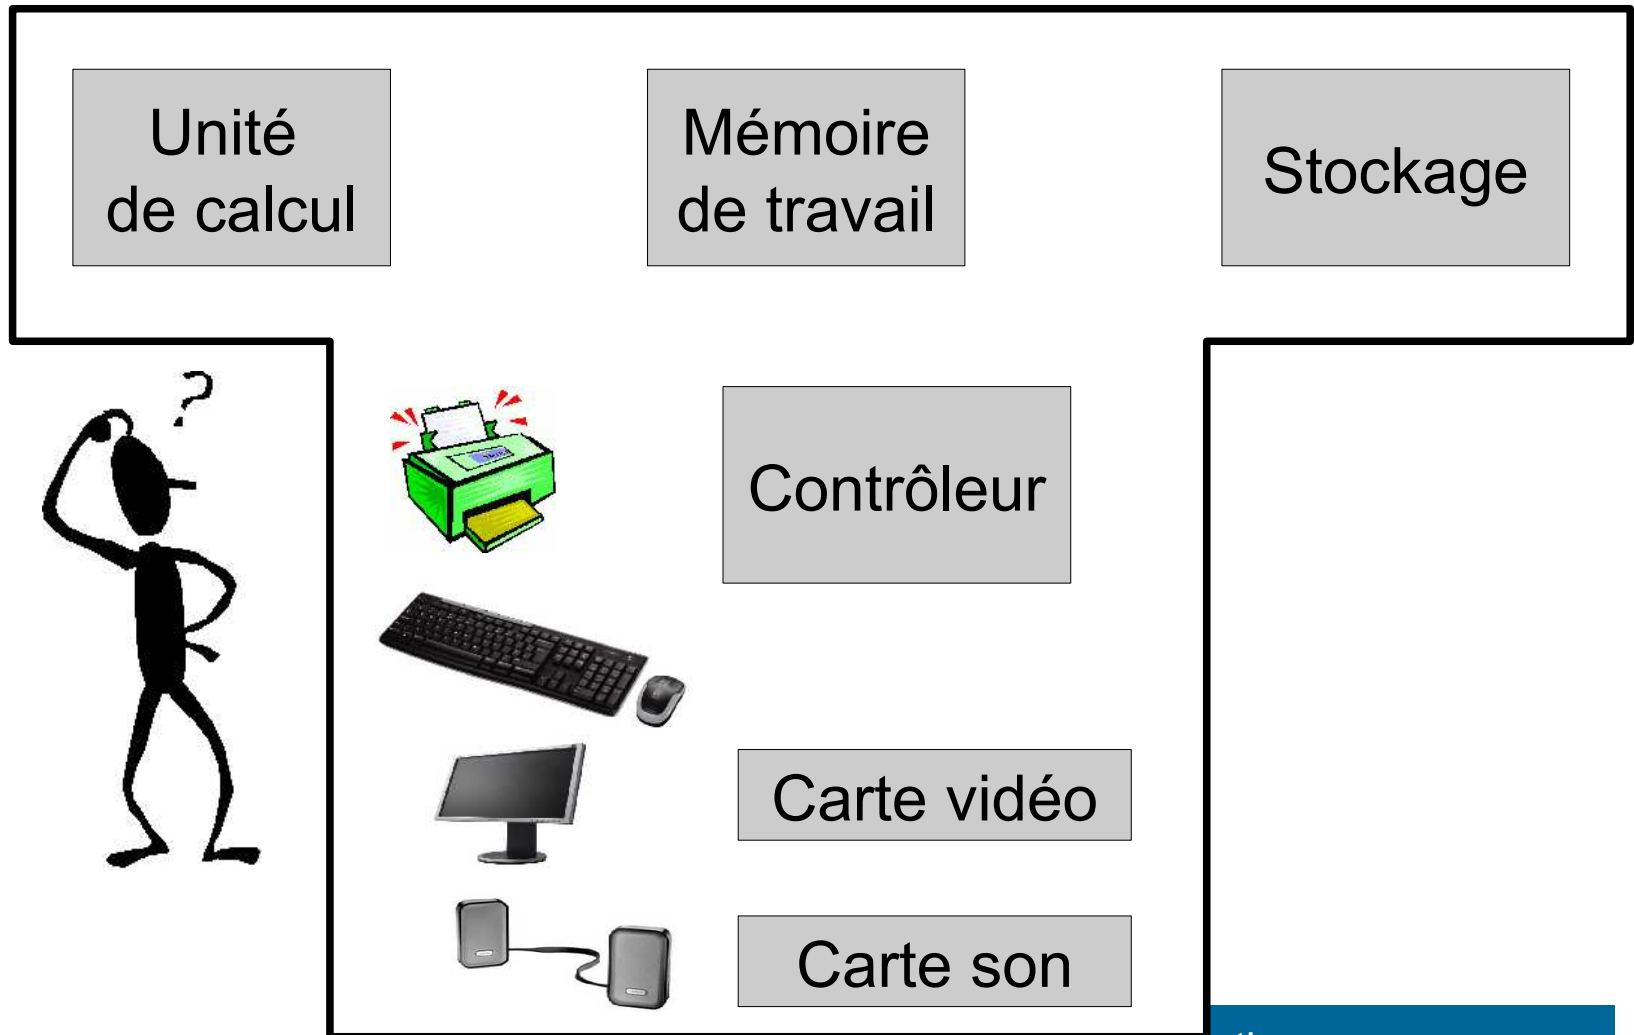 Unité
de calcul
Mémoire
de travail
Stockage
?
Contrôleur
Carte vidéo
Carte son